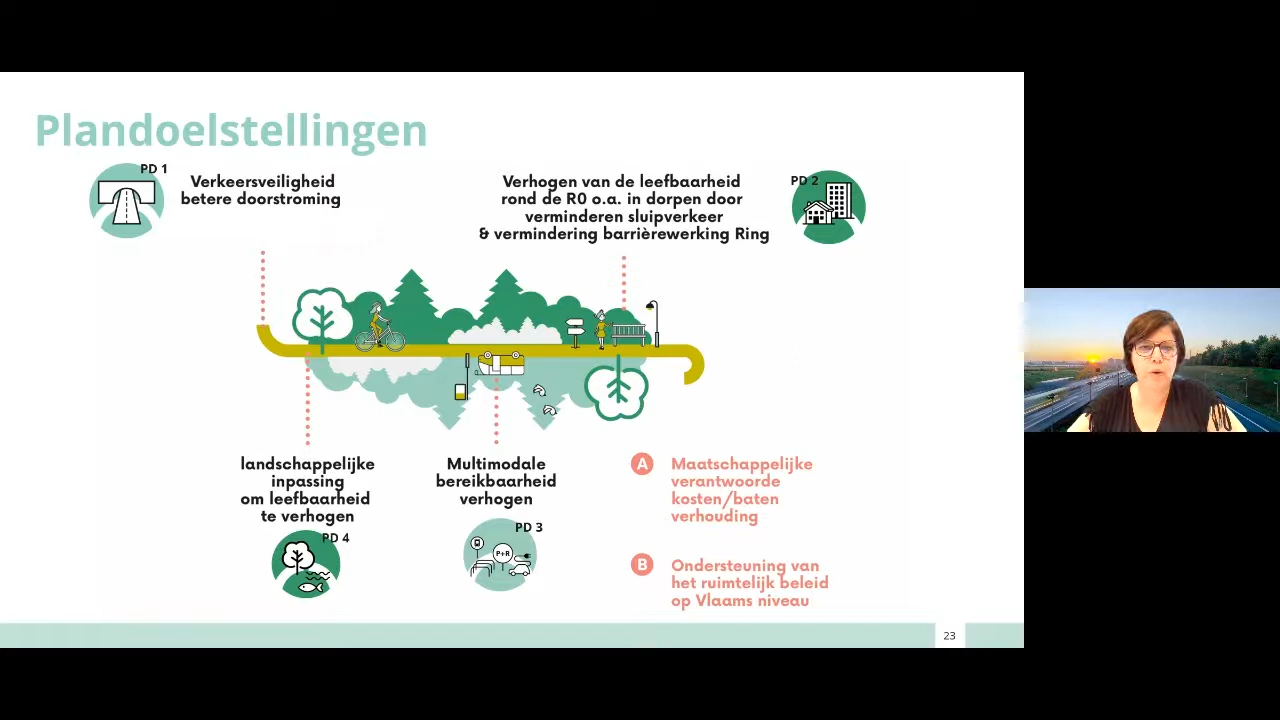 Plandoelstellingen
PD 1
Verkeersveiligheid
betere doorstroming
Verhogen van de leefbaarheid
rond de R0 o.a. in dorpen door
verminderen sluipverkeer
& vermindering barrièrewerking Ring
PD 2
landschappelijke
inpassing
om leefbaarheid
te verhogen
PD 4
Multimodale
bereikbaarheid
verhogen
PD 3
P+R
A
Maatschappelijke
verantwoorde
kosten/baten
verhouding
B
Ondersteuning van
het ruimtelijk beleid
op Vlaams niveau
23